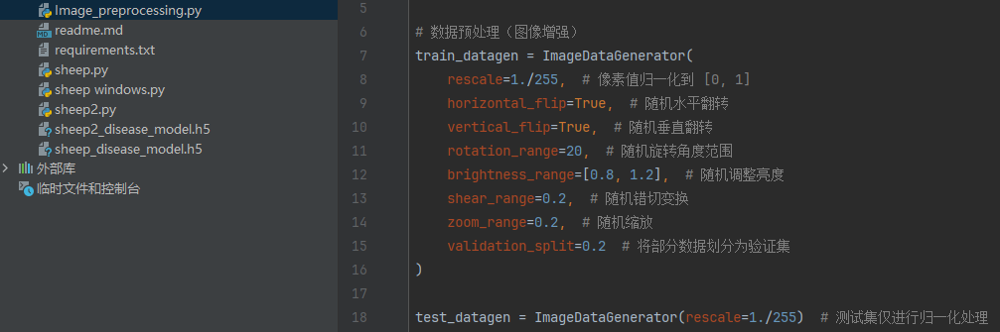 Image_preprocessing.py
readme.md
requirements.txt
sheep.py
sheep windows.py
sheep2.py
sheep2_disease_model.h5
sheep_disease_model.h5
外部库
临时文件和控制台
5
6 # 数据预处理（图像增强）
7 train_datagen = ImageDataGenerator(
8 rescale=1./255, # 像素值归一化到 [0, 1]
9 horizontal_flip=True, # 随机水平翻转
10 vertical_flip=True, # 随机垂直翻转
11 rotation_range=20, # 随机旋转角度范围
12 brightness_range=[0.8, 1.2], # 随机调整亮度
13 shear_range=0.2, # 随机错切变换
14 zoom_range=0.2, # 随机缩放
15 validation_split=0.2 # 将部分数据划分为验证集
16 )
17
18 test_datagen = ImageDataGenerator(rescale=1./255) # 测试集仅进行归一化处理